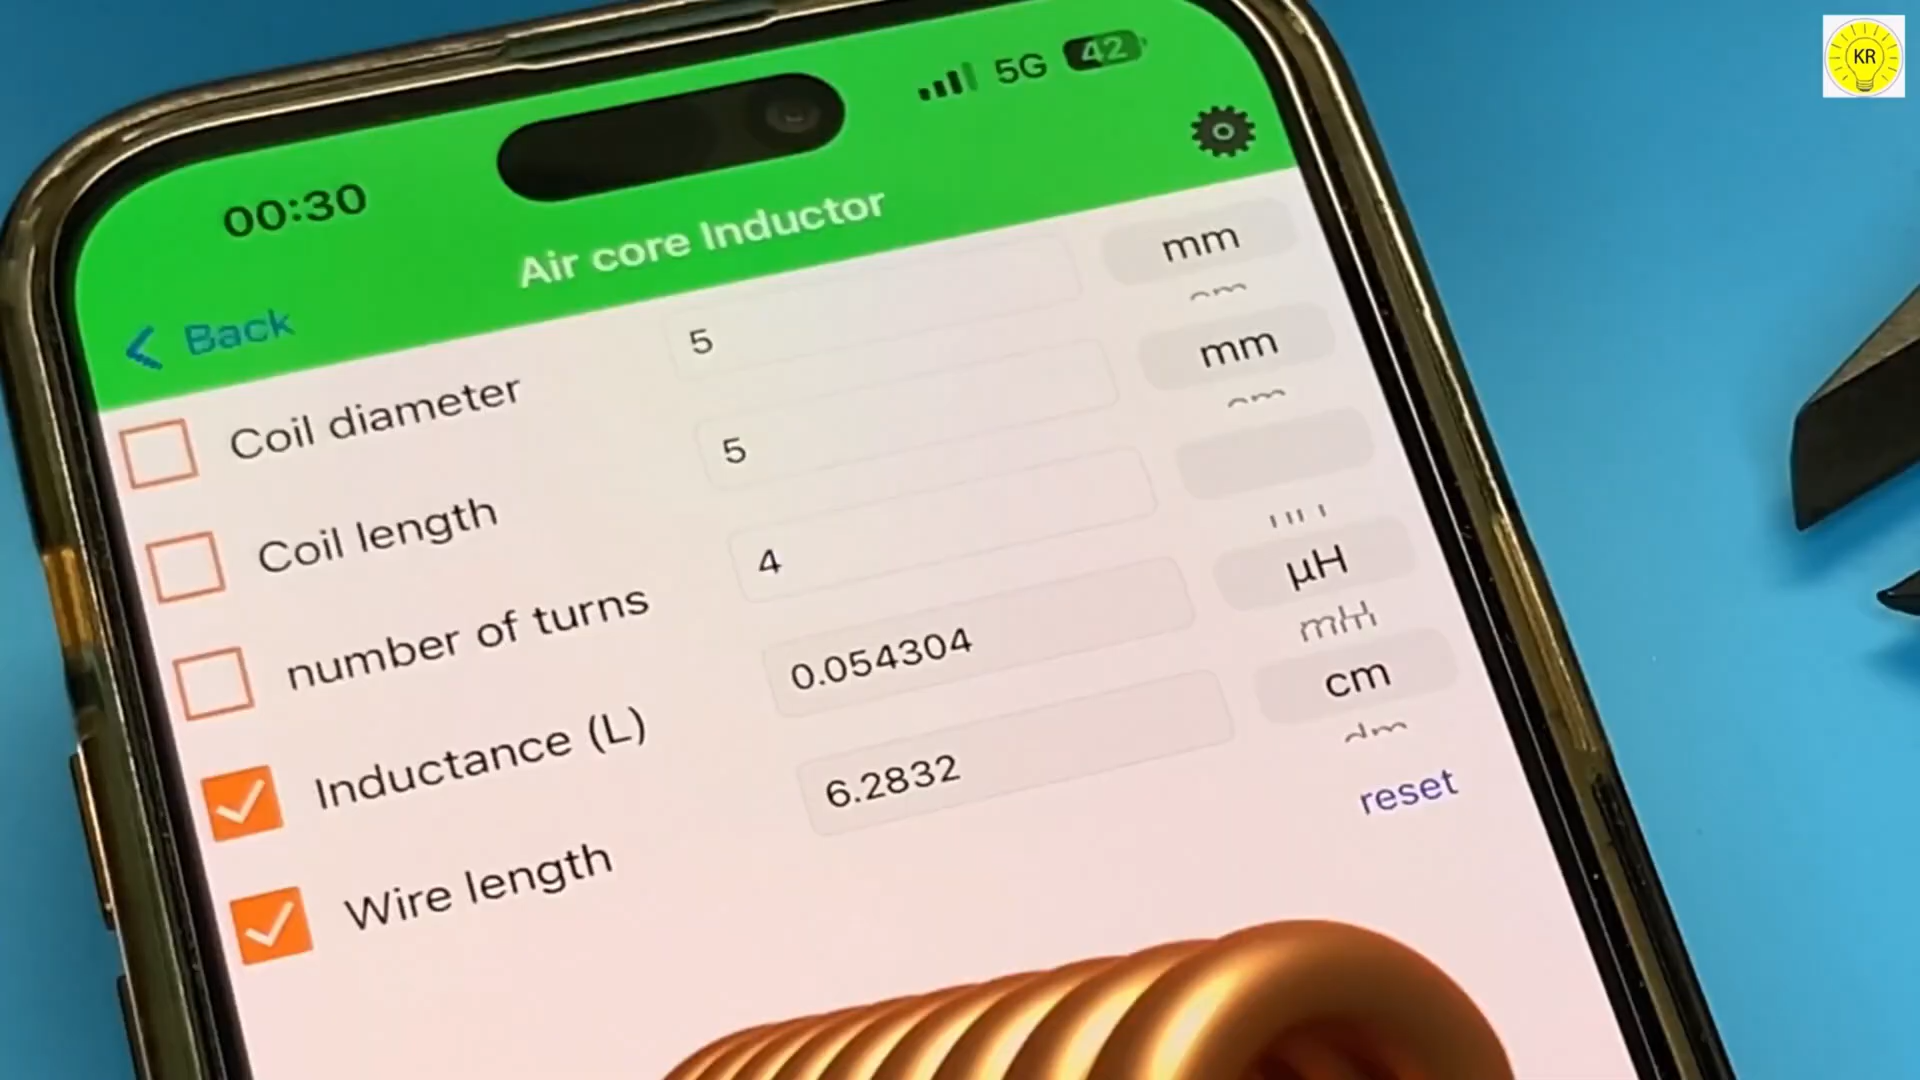 KR
00:30
5G 42
Air core Inductor
Back
Coil diameter 5 mm
Coil length 5 mm
number of turns 4
Inductance (L) 0.054304 µH
mH
Wire length 6.2832 cm
reset